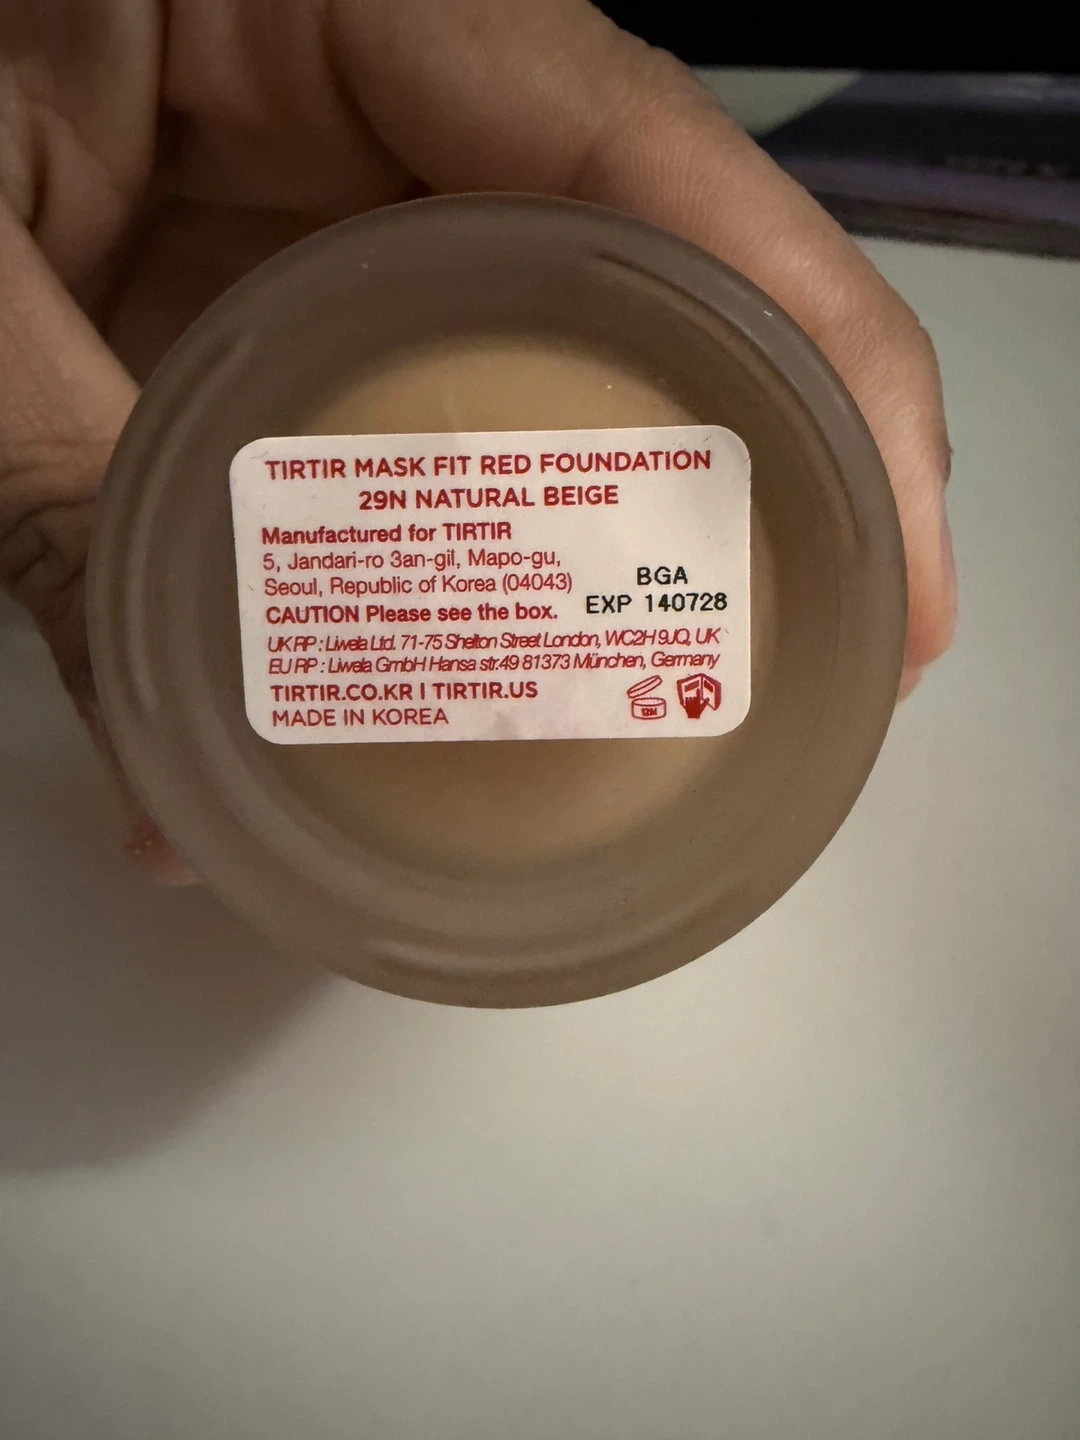 TIRTIR MASK FIT RED FOUNDATION
29N NATURAL BEIGE
Manufactured for TIRTIR
5, Jandari-ro 3an-gil, Mapo-gu,
Seoul, Republic of Korea (04043)
CAUTION Please see the box.
BGA
EXP 140728
UK RP : Liwela Ltd. 71-75 Shelton Street London, WC2H 9JQ, UK
EU RP : Liwela GmbH Hansa str.49 81373 München, Germany
TIRTIR.CO.KR I TIRTIR.US
MADE IN KOREA
12M